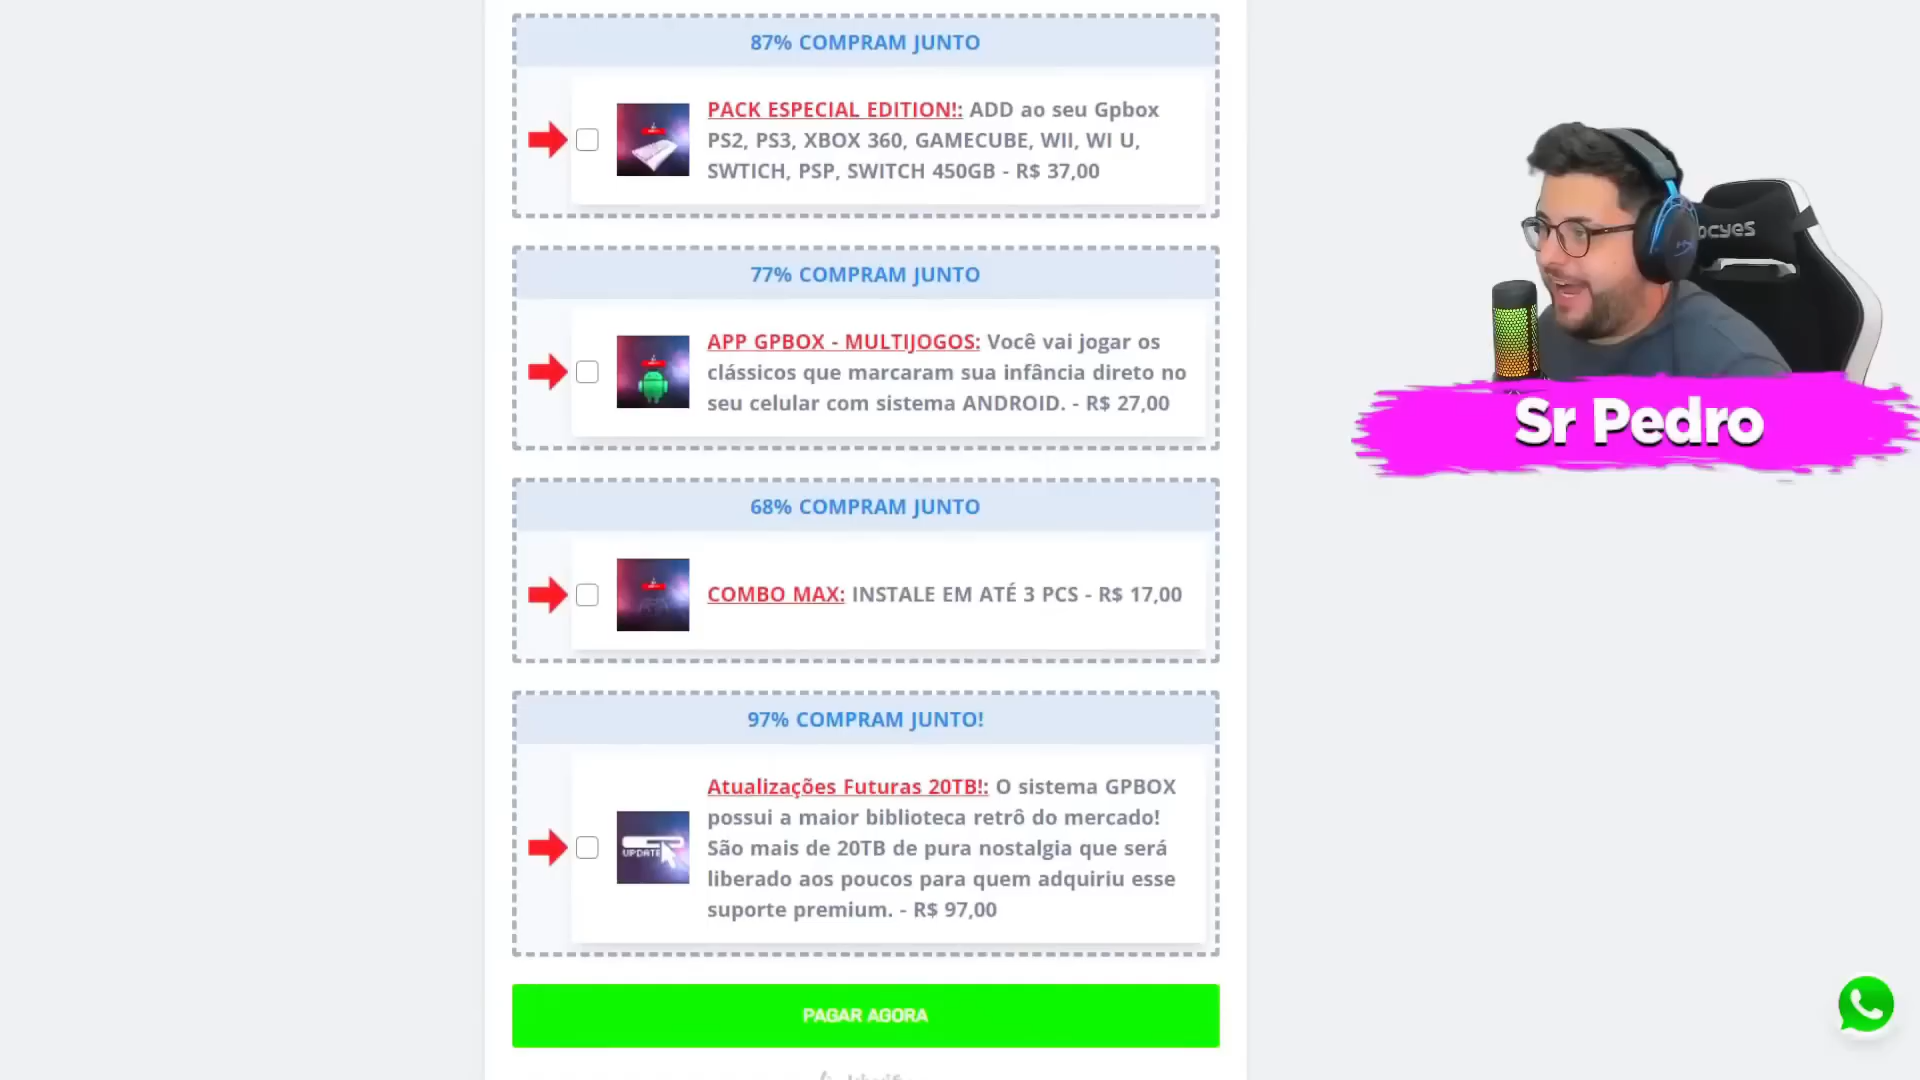 87% COMPRAM JUNTO
PACK ESPECIAL EDITION!: ADD ao seu Gpbox
PS2, PS3, XBOX 360, GAMECUBE, WII, WI U,
SWTICH, PSP, SWITCH 450GB - R$ 37,00
77% COMPRAM JUNTO
APP GPBOX - MULTIJOGOS: Você vai jogar os
clássicos que marcaram sua infância direto no
seu celular com sistema ANDROID. - R$ 27,00
68% COMPRAM JUNTO
COMBO MAX: INSTALE EM ATÉ 3 PCS - R$ 17,00
97% COMPRAM JUNTO!
Atualizações Futuras 20TB!: O sistema GPBOX
possui a maior biblioteca retrô do mercado!
São mais de 20TB de pura nostalgia que será
liberado aos poucos para quem adquiriu esse
suporte premium. - R$ 97,00
UPDATE
PAGAR AGORA
Sr Pedro